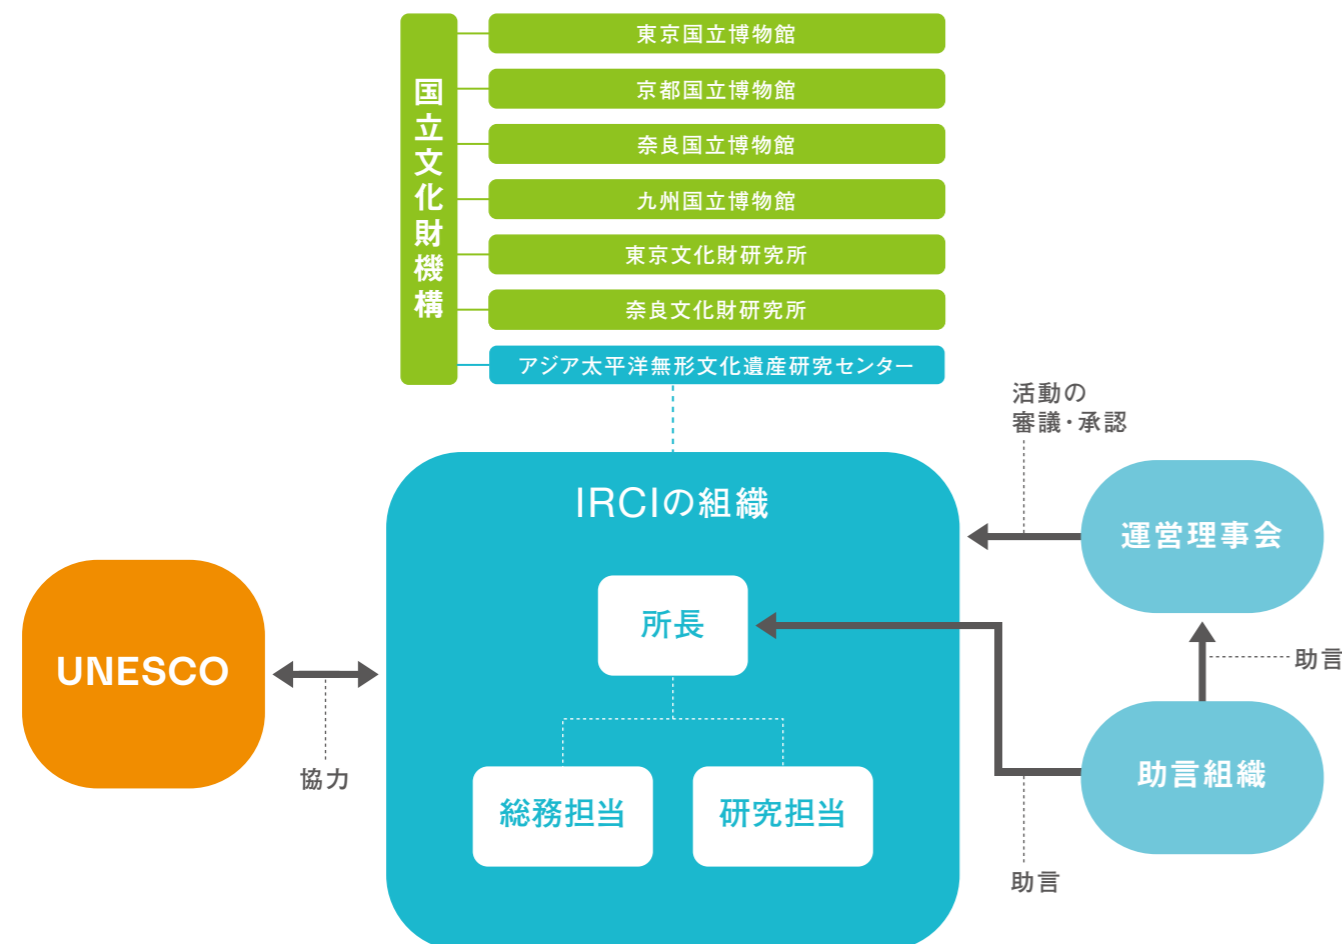 国立文化財機構
東京国立博物館
京都国立博物館
奈良国立博物館
九州国立博物館
東京文化財研究所
奈良文化財研究所
アジア太平洋無形文化遺産研究センター
活動の
審議・承認
IRCIの組織
運営理事会
所長
UNESCO
助言
協力
助言組織
総務担当
研究担当
助言